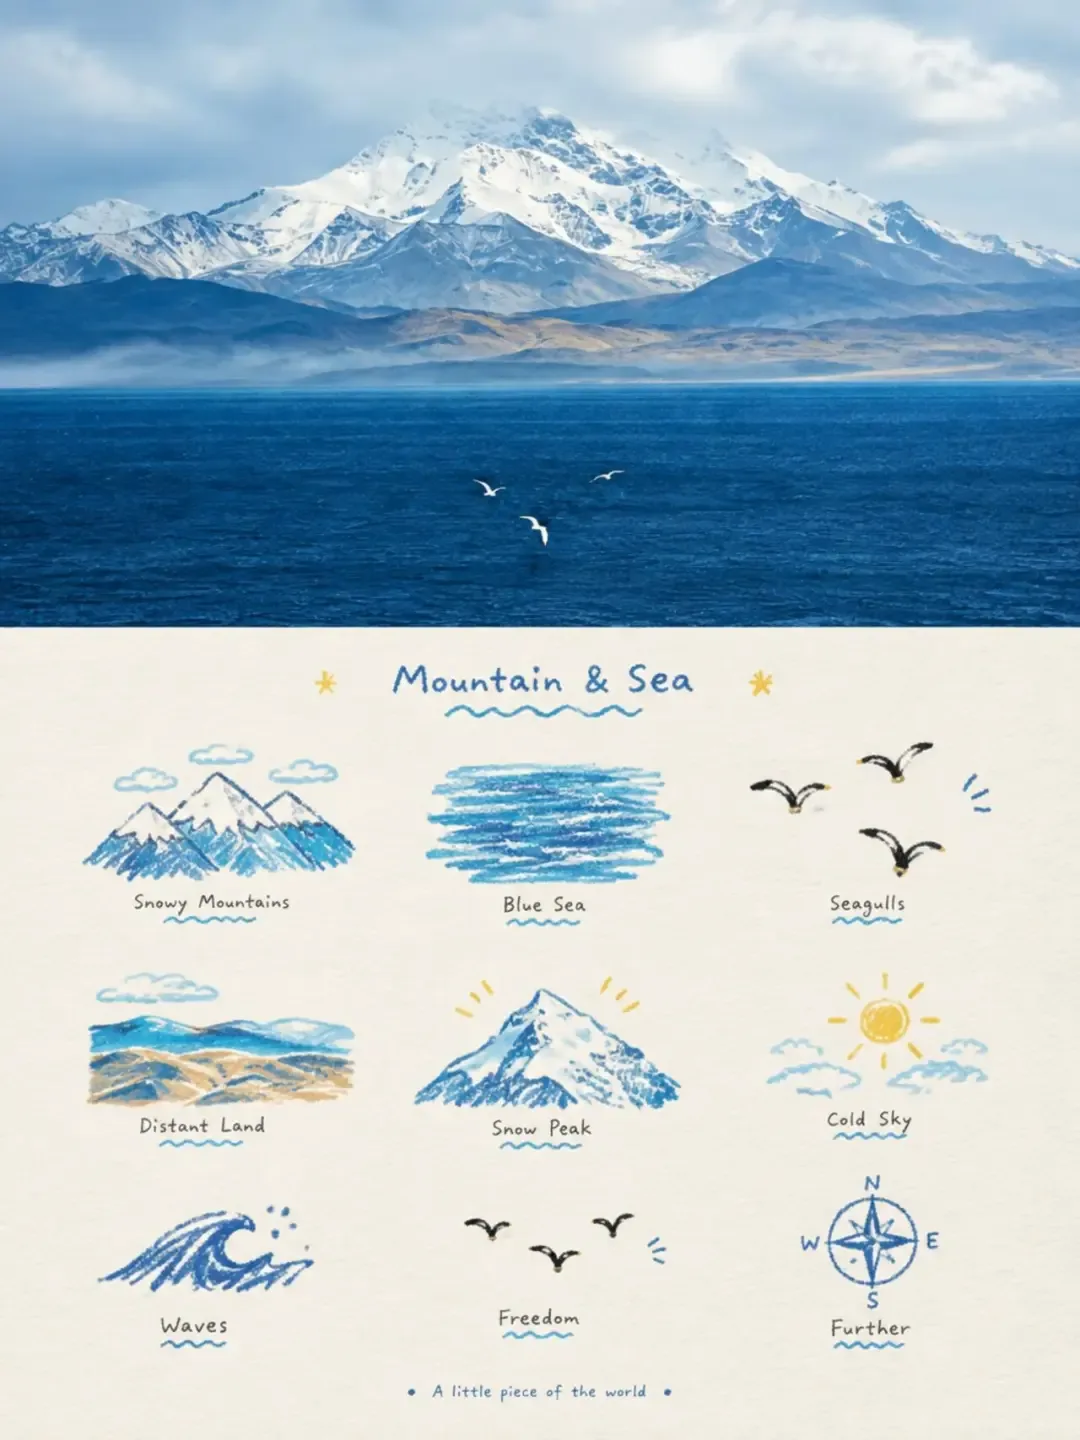 Mountain & Sea
Snowy Mountains
Blue Sea
Seagulls
Distant Land
Snow Peak
Cold Sky
Waves
Freedom
N
W E
S
Further
• A little piece of the world •